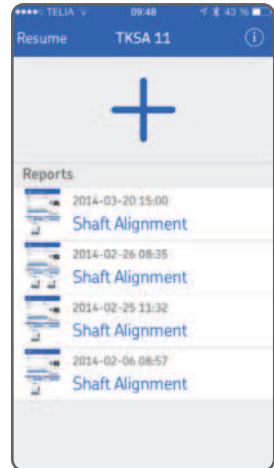 TELIA 09:48 43 %
Resume TKSA 11
Reports
2014-03-20 15:00
Shaft Alignment
2014-02-26 08:35
Shaft Alignment
2014-02-25 11:32
Shaft Alignment
2014-02-06 08:57
Shaft Alignment